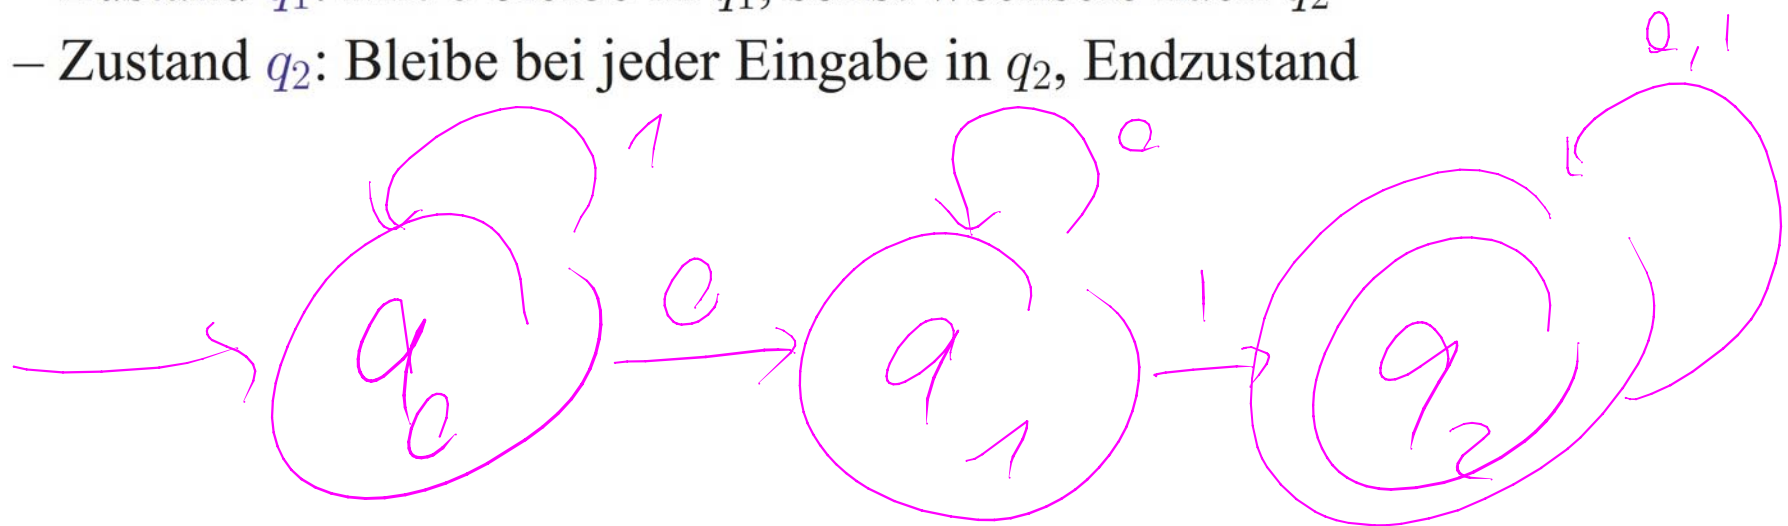 – Zustand q₂: Bleibe bei jeder Eingabe in q₂, Endzustand
0,1
1
0
0
1
q₀
q₁
q₂